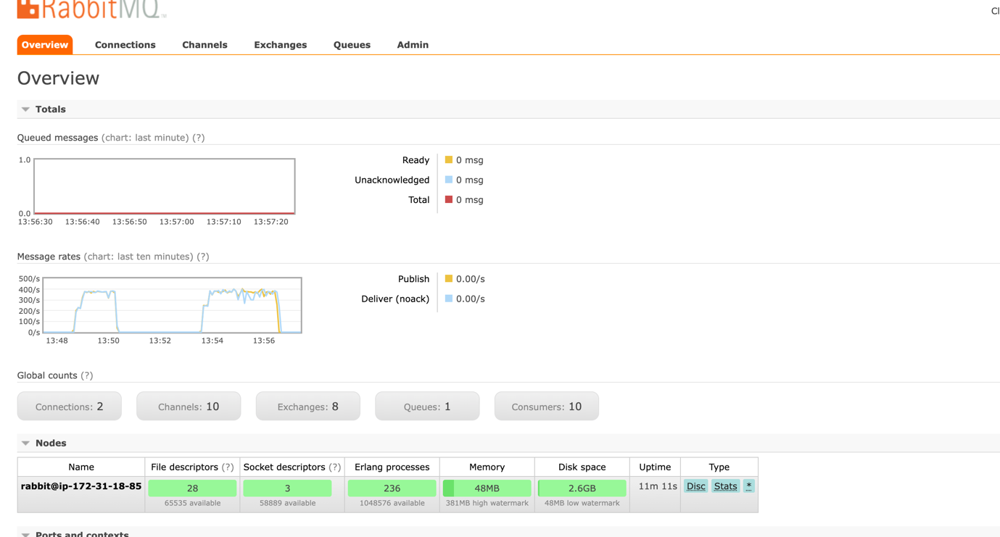 RabbitMQ™
Cl
Overview Connections Channels Exchanges Queues Admin
Overview
Totals
Queued messages (chart: last minute) (?)
1.0
0.0
13:56:30 13:56:40 13:56:50 13:57:00 13:57:10 13:57:20
Ready 0 msg
Unacknowledged 0 msg
Total 0 msg
Message rates (chart: last ten minutes) (?)
500/s
400/s
300/s
200/s
100/s
0/s
13:48 13:50 13:52 13:54 13:56
Publish 0.00/s
Deliver (noack) 0.00/s
Global counts (?)
Connections: 2 Channels: 10 Exchanges: 8 Queues: 1 Consumers: 10
Nodes
Name File descriptors (?) Socket descriptors (?) Erlang processes Memory Disk space Uptime Type
rabbit@ip-172-31-18-85 28 3 236 48MB 2.6GB 11m 11s Disc Stats *
65535 available 58889 available 1048576 available 381MB high watermark 48MB low watermark
Ports and contexts